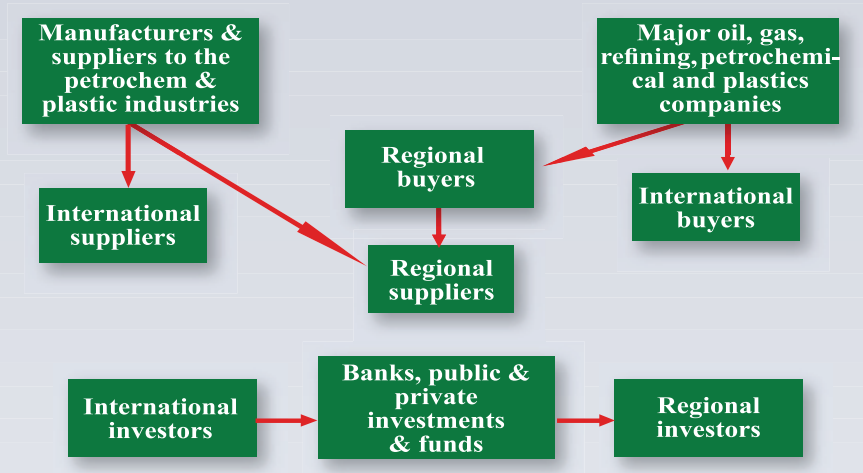 Manufacturers &
suppliers to the
petrochem &
plastic industries
Major oil, gas,
refining, petrochemi-
cal and plastics
companies
Regional
buyers
International
suppliers
International
buyers
Regional
suppliers
International
investors
Banks, public &
private
investments
& funds
Regional
investors